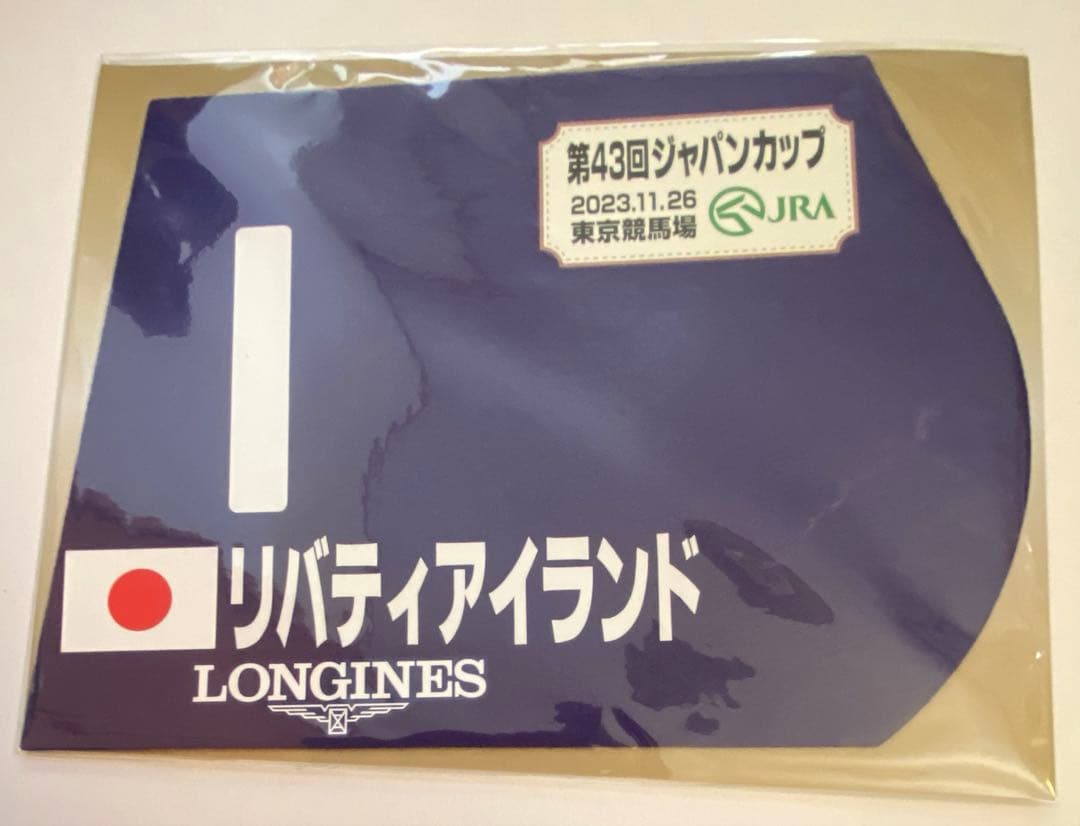 第43回ジャパンカップ
2023.11.26
東京競馬場
JRA
1
リバティアイランド
LONGINES